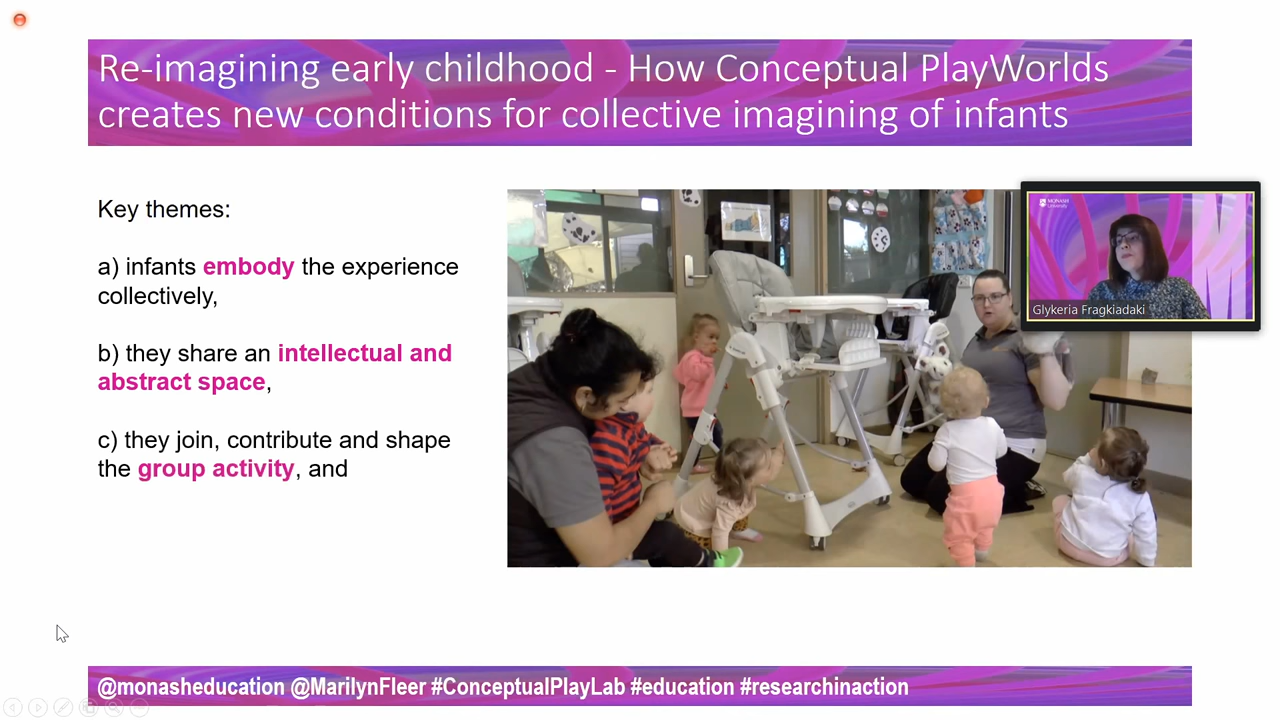 Re-imagining early childhood - How Conceptual PlayWorlds
creates new conditions for collective imagining of infants
Key themes:
a) infants embody the experience
collectively,
b) they share an intellectual and
abstract space,
c) they join, contribute and shape
the group activity, and
MONASH
University
Glykeria Fragkiadaki
@monasheducation @MarilynFleer #ConceptualPlayLab #education #researchinaction